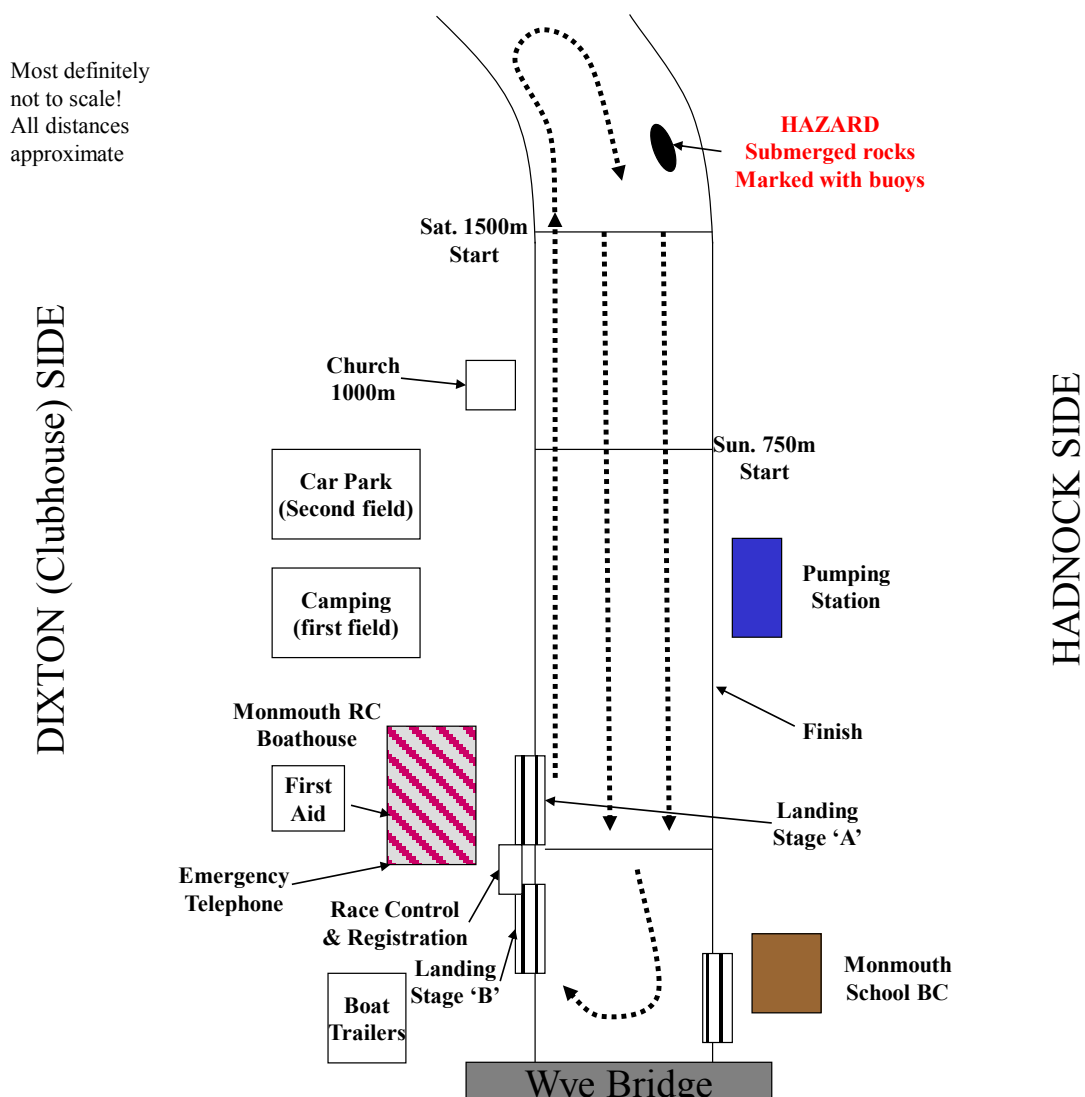 Most definitely
not to scale!
All distances
approximate
HAZARD
Submerged rocks
Marked with buoys
Sat. 1500m
Start
DIXTON (Clubhouse) SIDE
Church
1000m
HADNOCK SIDE
Sun. 750m
Start
Car Park
(Second field)
Camping
(first field)
Pumping
Station
Monmouth RC
Boathouse
Finish
First
Aid
Landing
Stage ‘A’
Emergency
Telephone
Race Control
& Registration
Landing
Stage ‘B’
Monmouth
School BC
Boat
Trailers
Wye Bridge